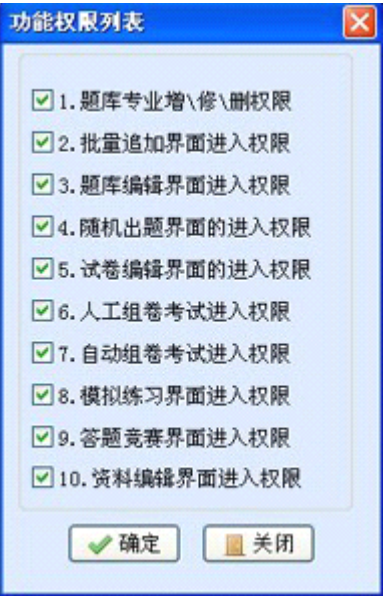 功能权限列表
1.题库专业增\修\删权限
2.批量追加界面进入权限
3.题库编辑界面进入权限
4.随机出题界面的进入权限
5.试卷编辑界面的进入权限
6.人工组卷考试进入权限
7.自动组卷考试进入权限
8.模拟练习界面进入权限
9.答题竞赛界面进入权限
10.资料编辑界面进入权限
确定 关闭